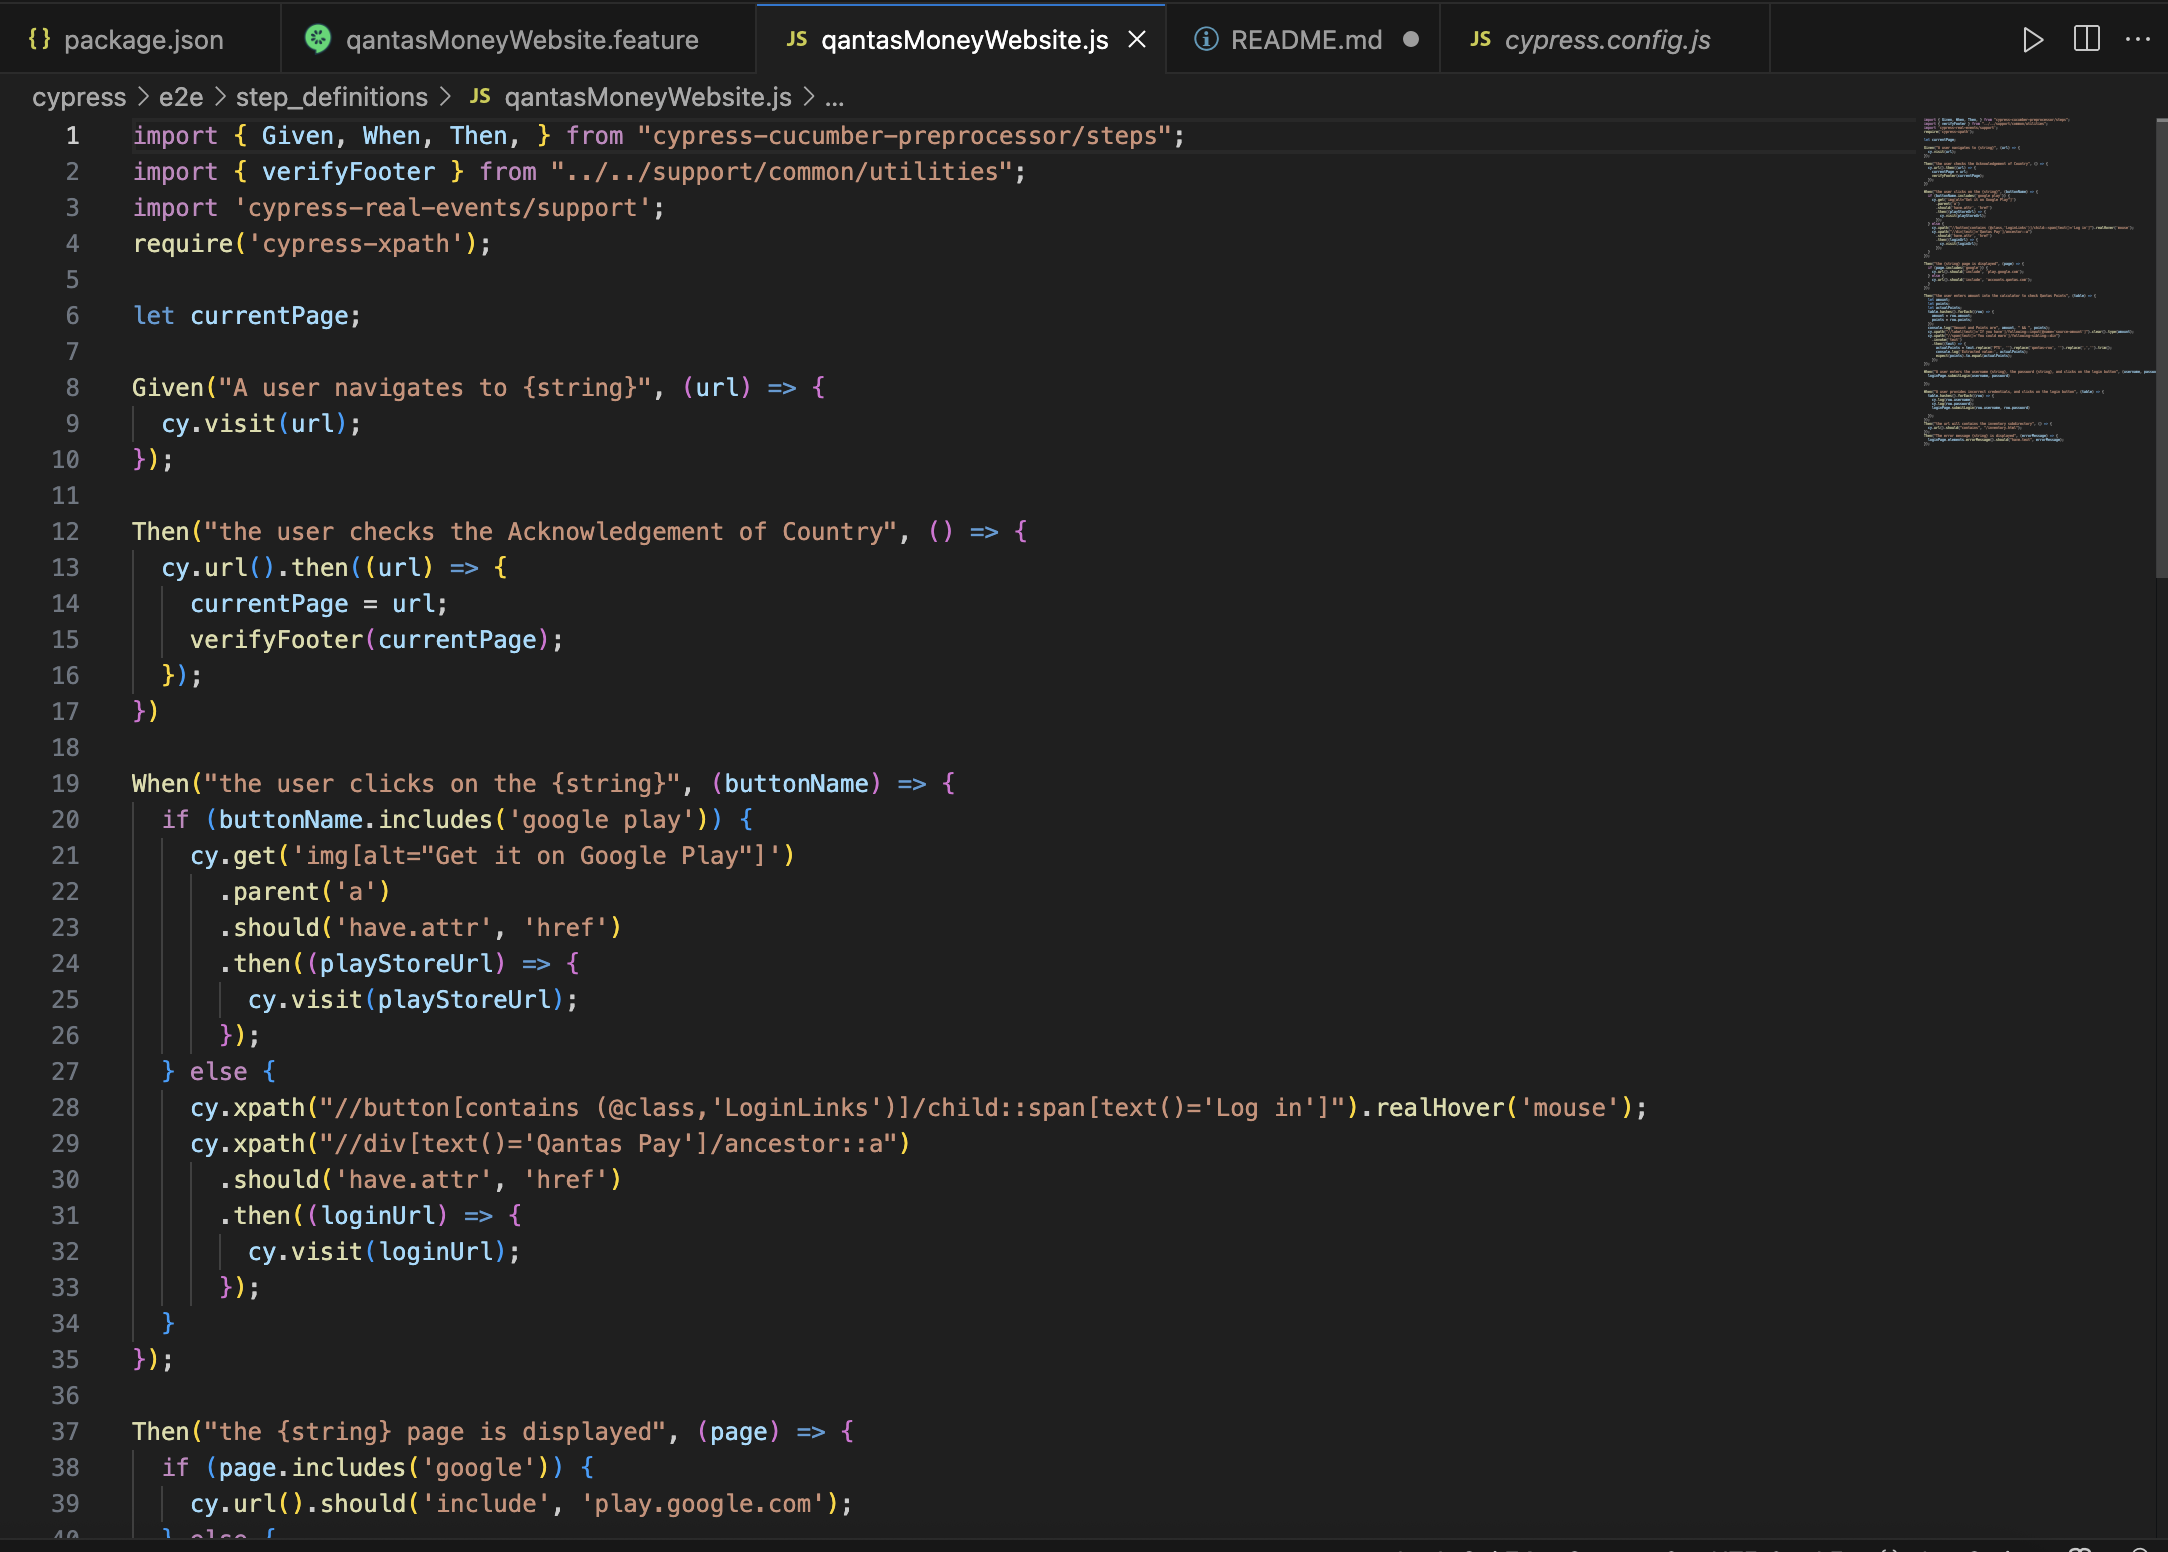 {} package.json qantasMoneyWebsite.feature JS qantasMoneyWebsite.js × README.md ● JS cypress.config.js
cypress > e2e > step_definitions > JS qantasMoneyWebsite.js > ...
1 import { Given, When, Then, } from "cypress-cucumber-preprocessor/steps";
2 import { verifyFooter } from "../../support/common/utilities";
3 import 'cypress-real-events/support';
4 require('cypress-xpath');
5
6 let currentPage;
7
8 Given("A user navigates to {string}", (url) => {
9 cy.visit(url);
10 });
11
12 Then("the user checks the Acknowledgement of Country", () => {
13 cy.url().then((url) => {
14 currentPage = url;
15 verifyFooter(currentPage);
16 });
17 })
18
19 When("the user clicks on the {string}", (buttonName) => {
20 if (buttonName.includes('google play')) {
21 cy.get('img[alt="Get it on Google Play"]')
22 .parent('a')
23 .should('have.attr', 'href')
24 .then((playStoreUrl) => {
25 cy.visit(playStoreUrl);
26 });
27 } else {
28 cy.xpath("//button[contains (@class,'LoginLinks')]/child::span[text()='Log in']").realHover('mouse');
29 cy.xpath("//div[text()='Qantas Pay']/ancestor::a")
30 .should('have.attr', 'href')
31 .then((loginUrl) => {
32 cy.visit(loginUrl);
33 });
34 }
35 });
36
37 Then("the {string} page is displayed", (page) => {
38 if (page.includes('google')) {
39 cy.url().should('include', 'play.google.com');
40 } else {